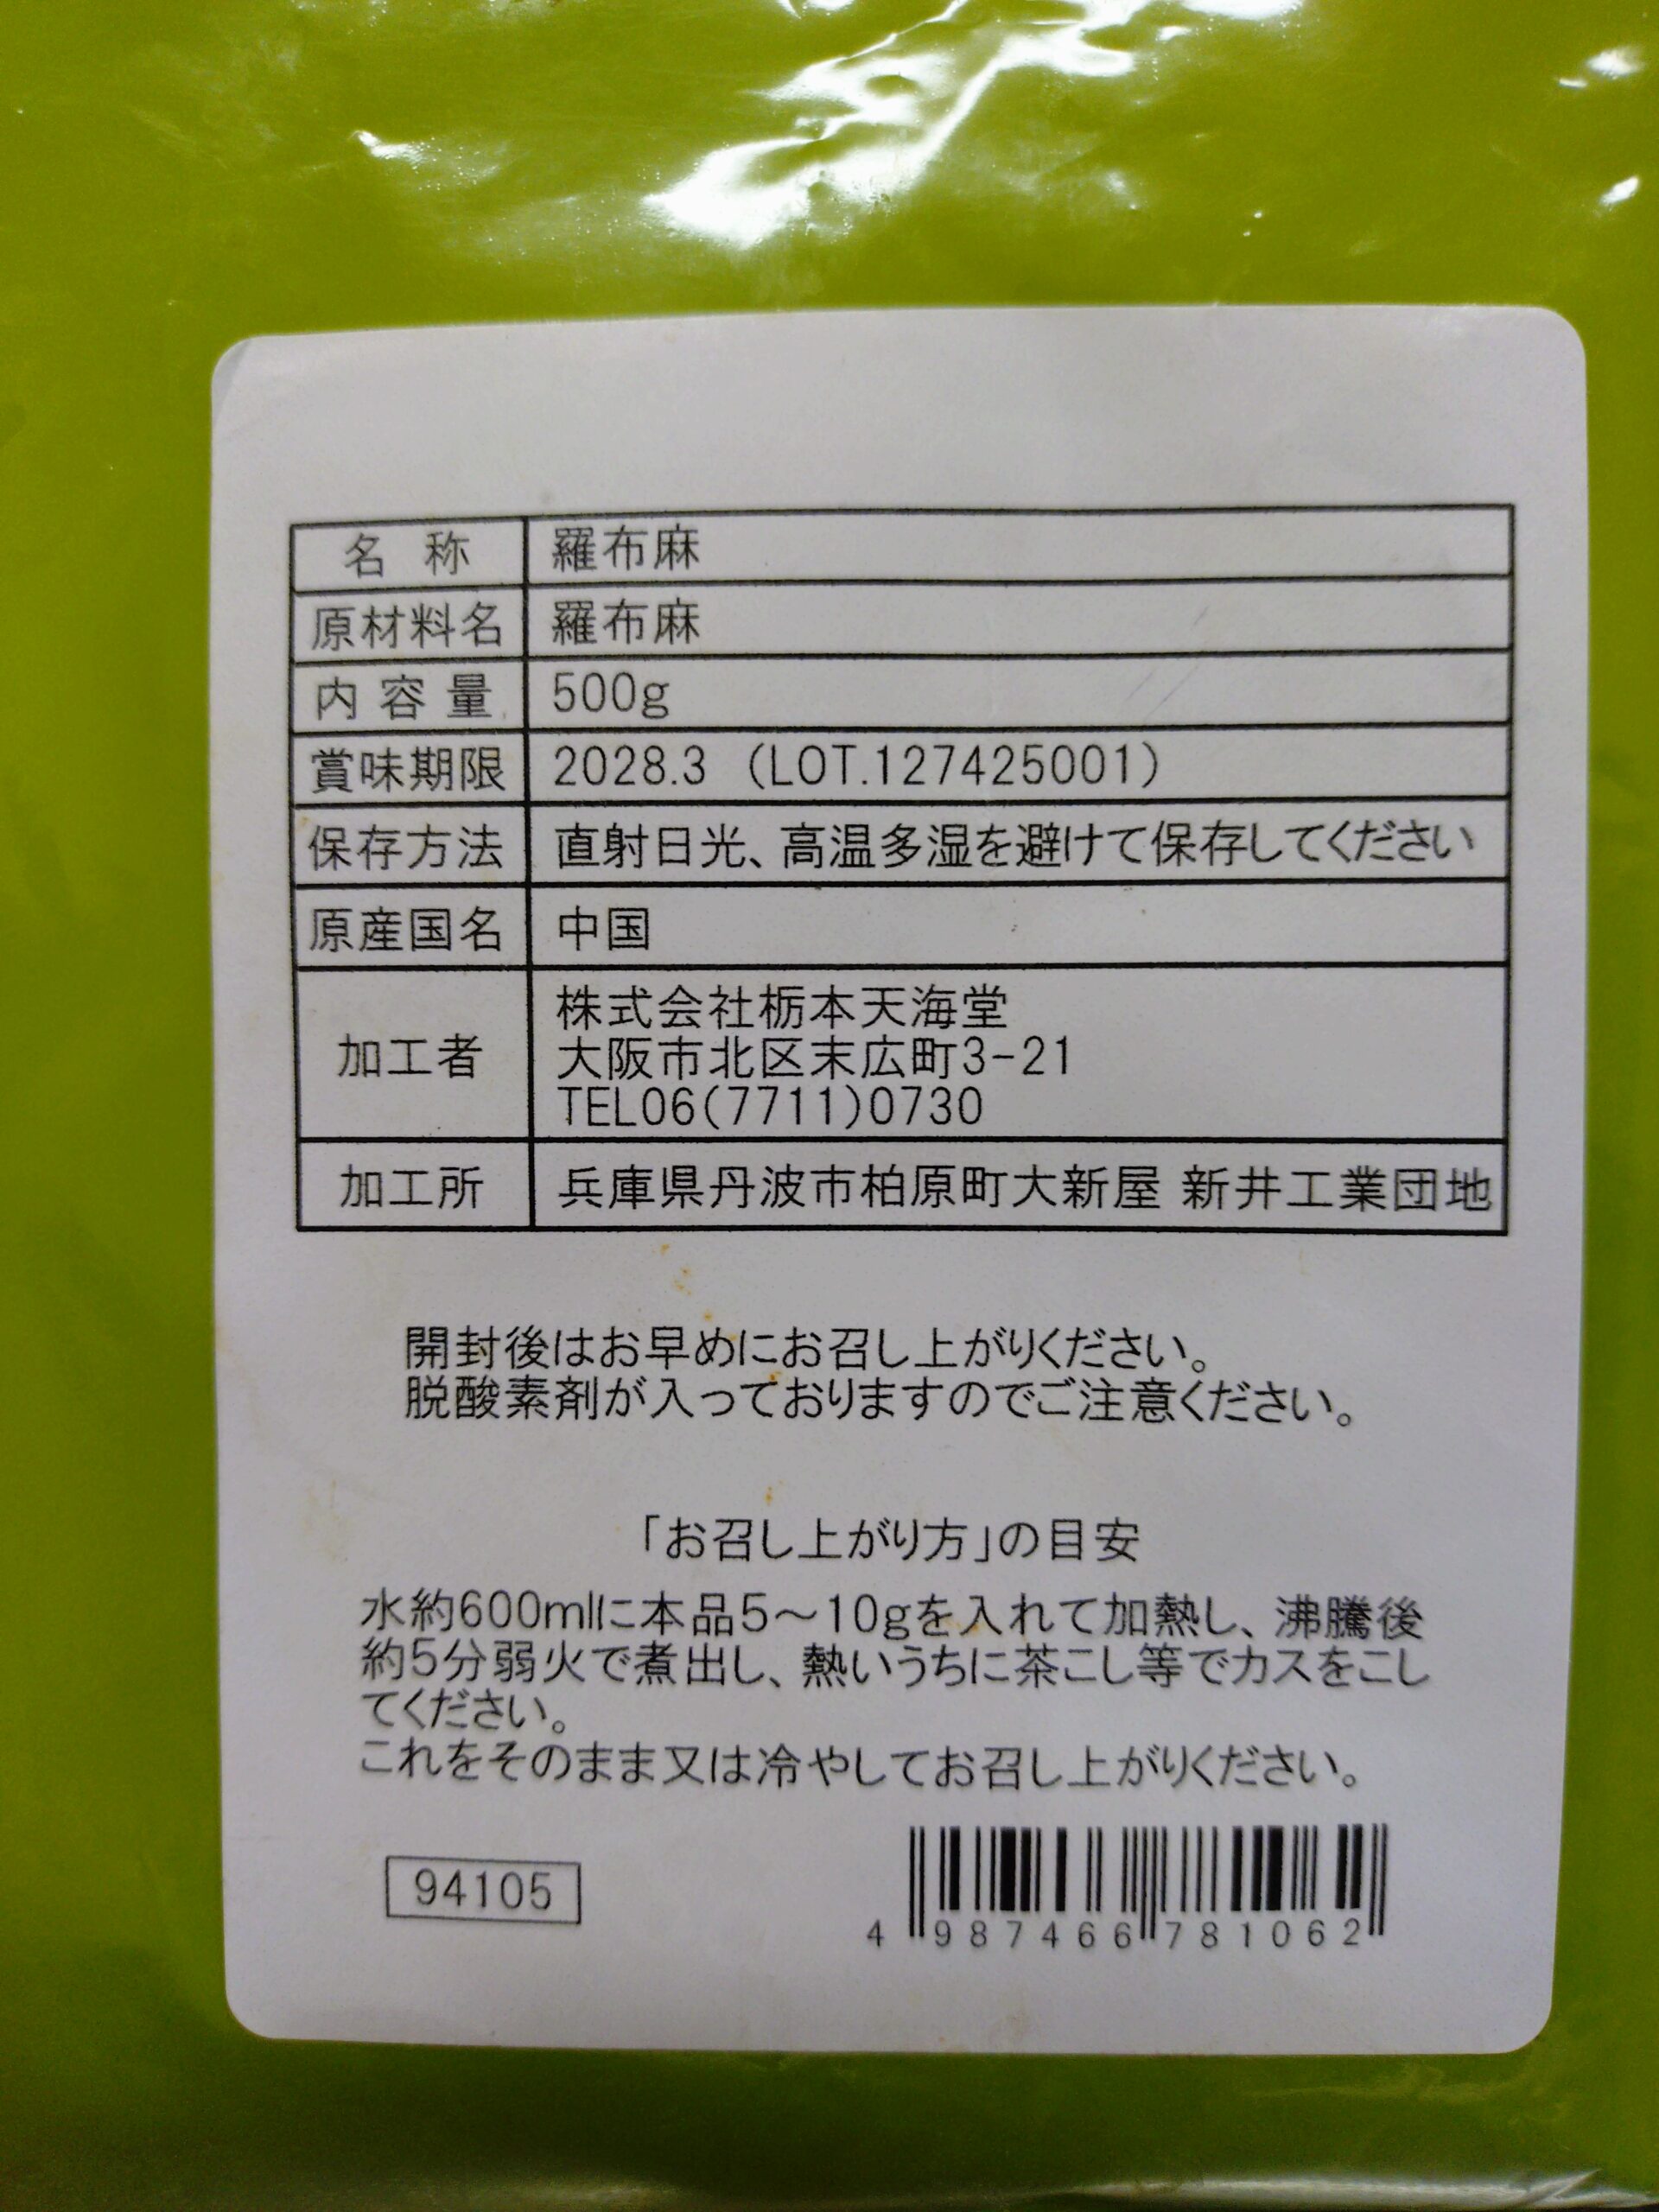 名 称 羅布麻
原材料名 羅布麻
内 容 量 500g
賞味期限 2028.3 (LOT.127425001)
保存方法 直射日光、高温多湿を避けて保存してください
原産国名 中国
加工者 株式会社栃本天海堂
大阪市北区末広町3-21
TEL06(7711)0730
加工所 兵庫県丹波市柏原町大新屋 新井工業団地
開封後はお早めにお召し上がりください。
脱酸素剤が入っておりますのでご注意ください。
「お召し上がり方」の目安
水約600mlに本品5～10gを入れて加熱し、沸騰後
約5分弱火で煮出し、熱いうちに茶こし等でカスをこし
てください。
これをそのまま又は冷やしてお召し上がりください。
94105
4 987466 781062